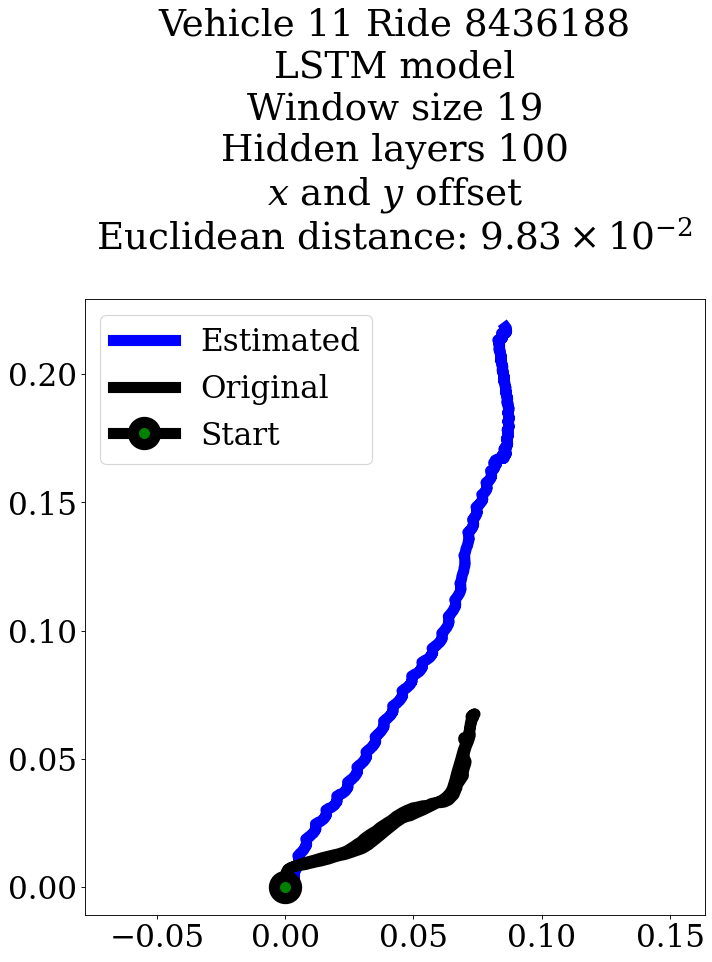 Vehicle 11 Ride 8436188
LSTM model
Window size 19
Hidden layers 100
x and y offset
Euclidean distance: 9.83 × 10⁻²
Estimated
Original
Start
0.20
0.15
0.10
0.05
0.00
−0.05 0.00 0.05 0.10 0.15